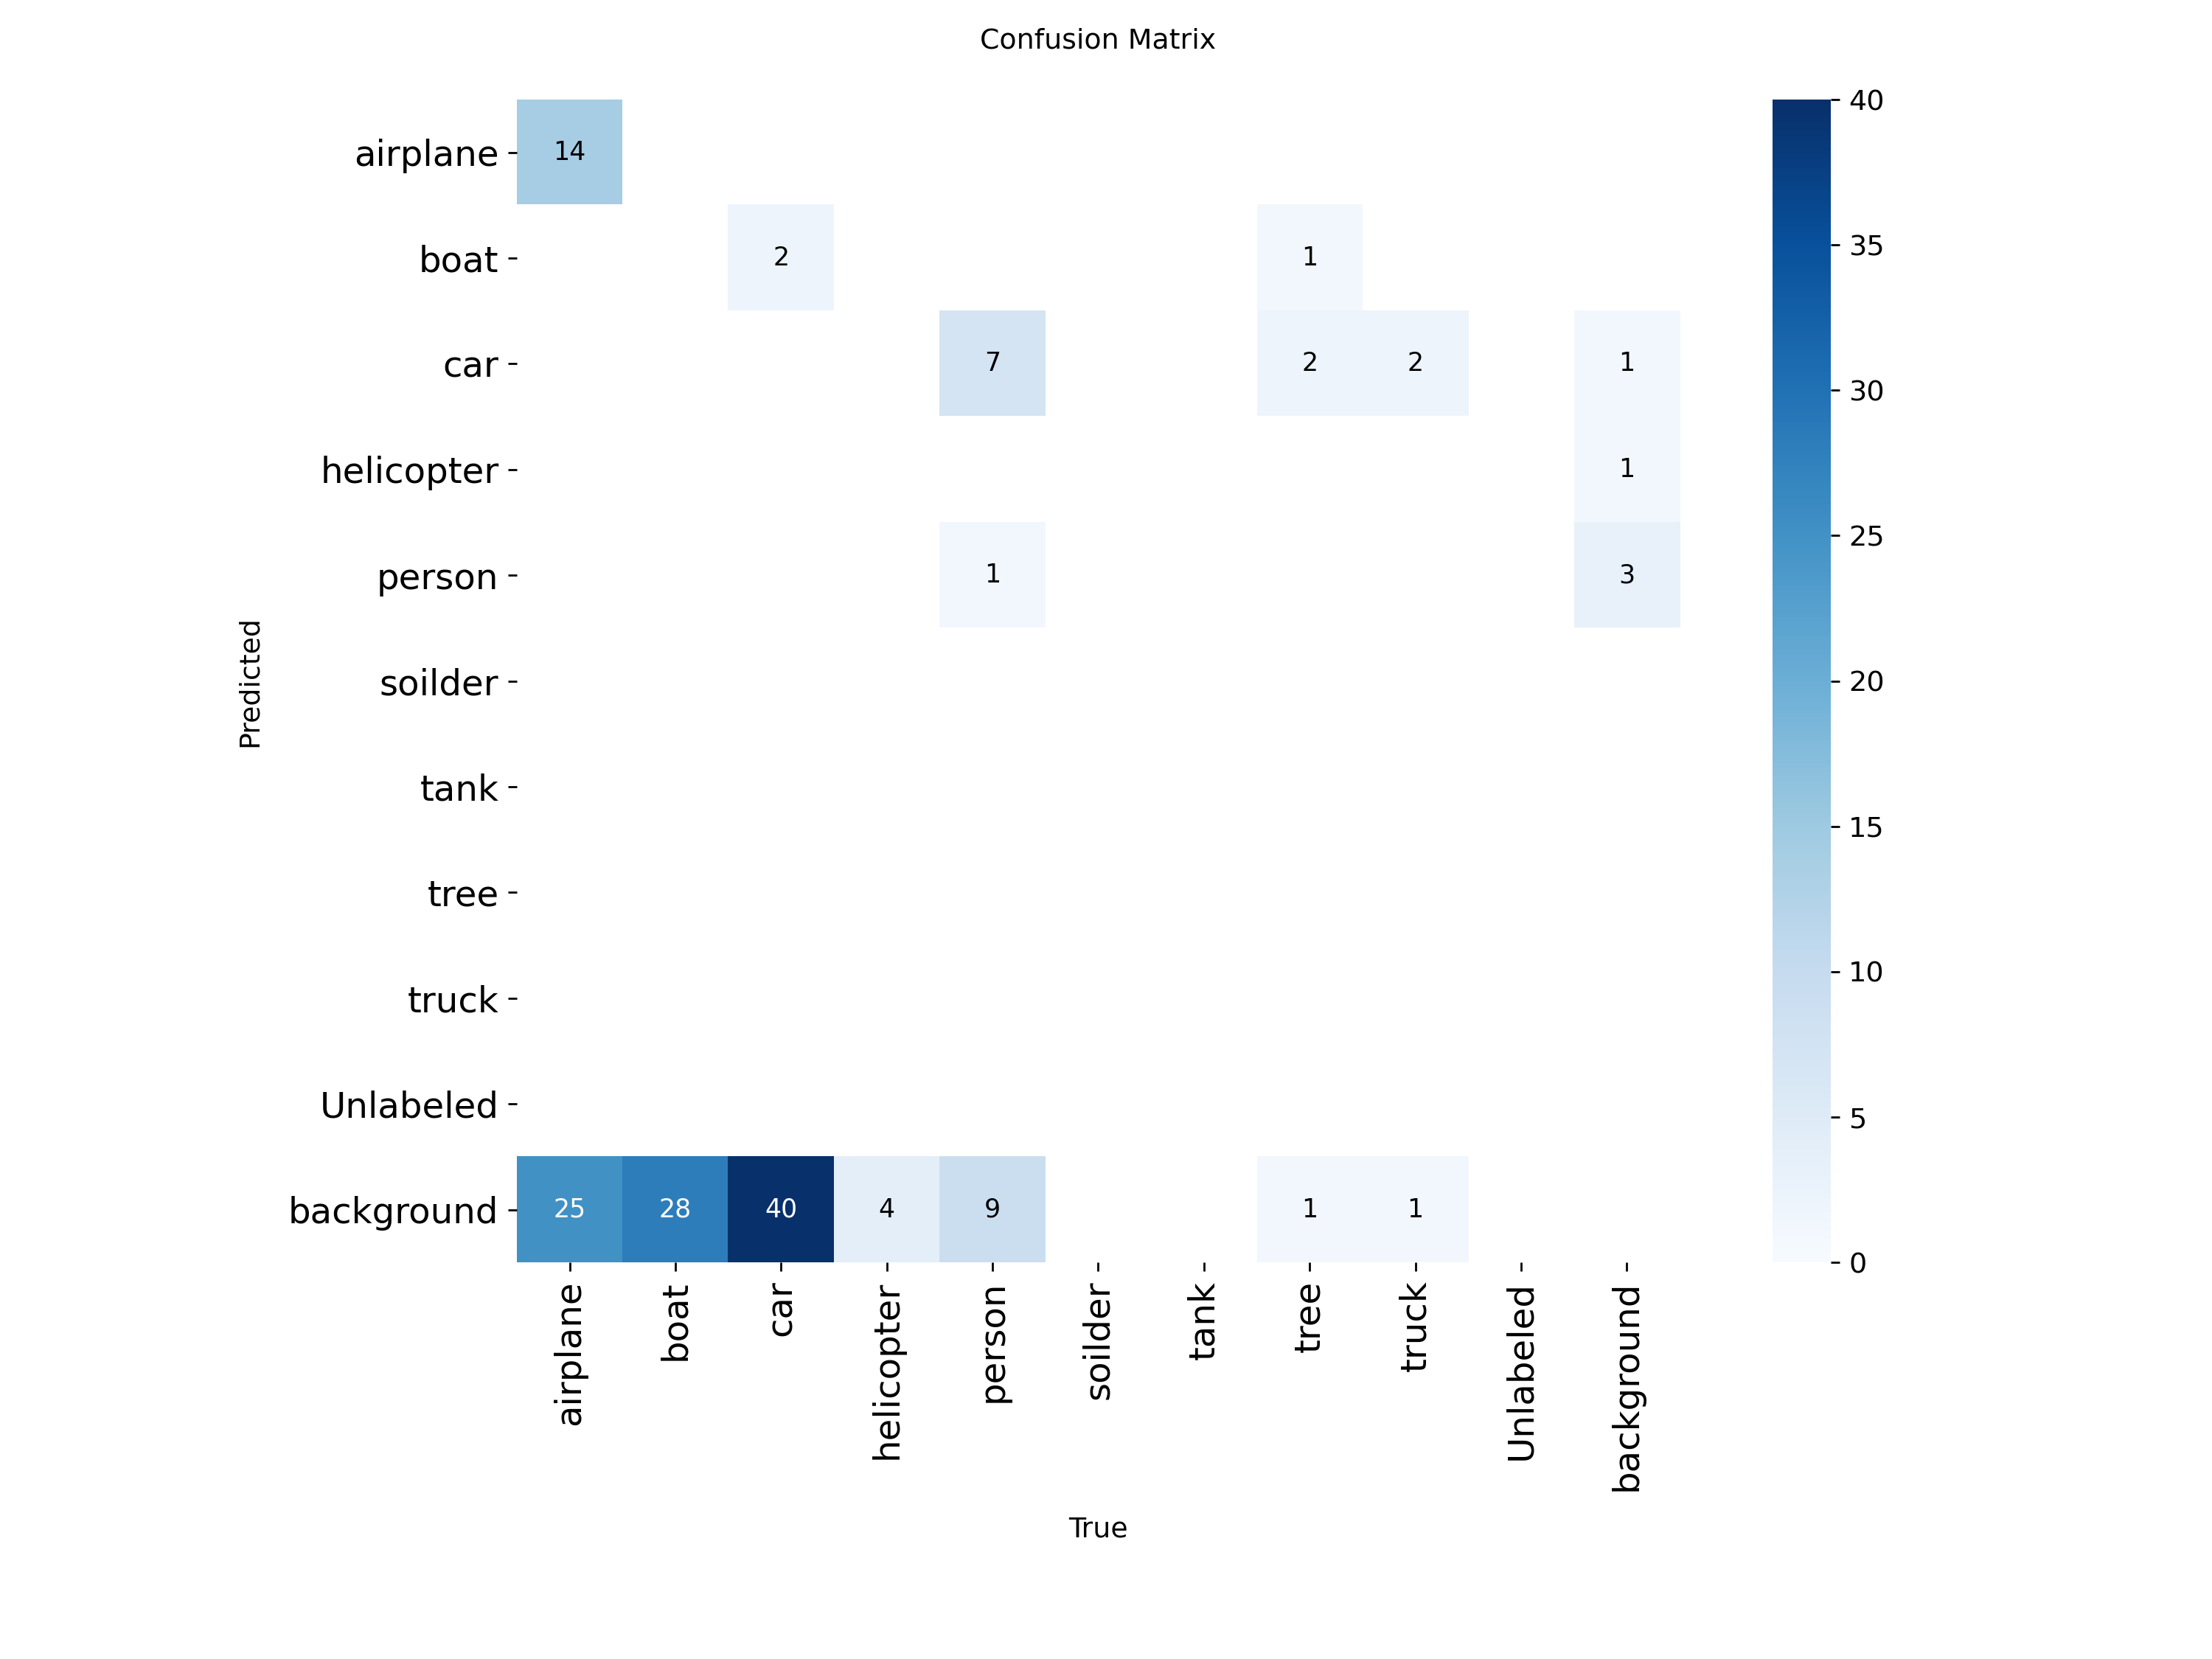 Confusion Matrix
airplane
14
boat
2 1
car
7 2 2 1
helicopter
1
person
1 3
soilder
tank
tree
truck
Unlabeled
background
25 28 40 4 9 1 1
Predicted
airplane
boat
car
helicopter
person
soilder
tank
tree
truck
Unlabeled
background
True
40
35
30
25
20
15
10
5
0